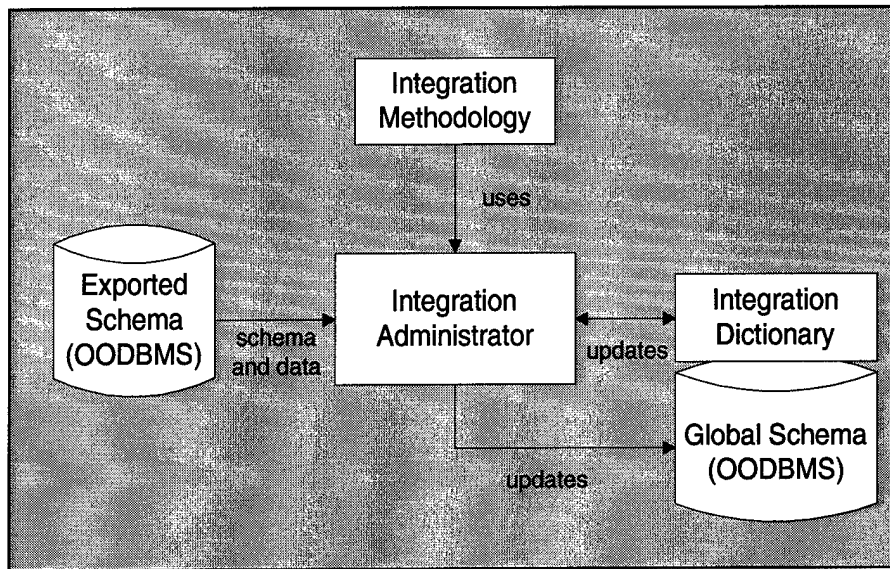 Integration
Methodology
uses
Exported
Schema
(OODBMS)
schema
and data
Integration
Administrator
updates
Integration
Dictionary
Global Schema
(OODBMS)
updates